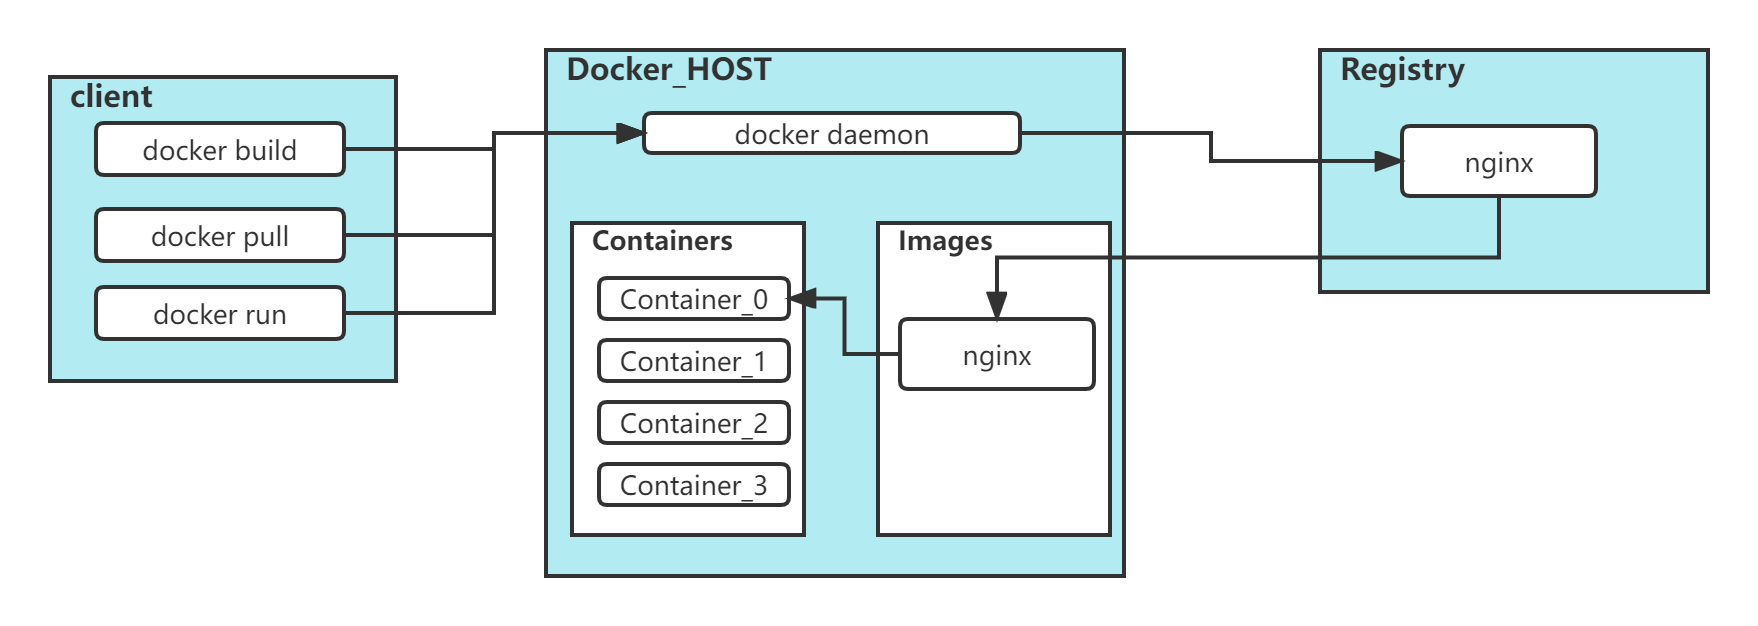 client
docker build
docker pull
docker run
Docker_HOST
docker daemon
Containers
Container_0
Container_1
Container_2
Container_3
Images
nginx
Registry
nginx